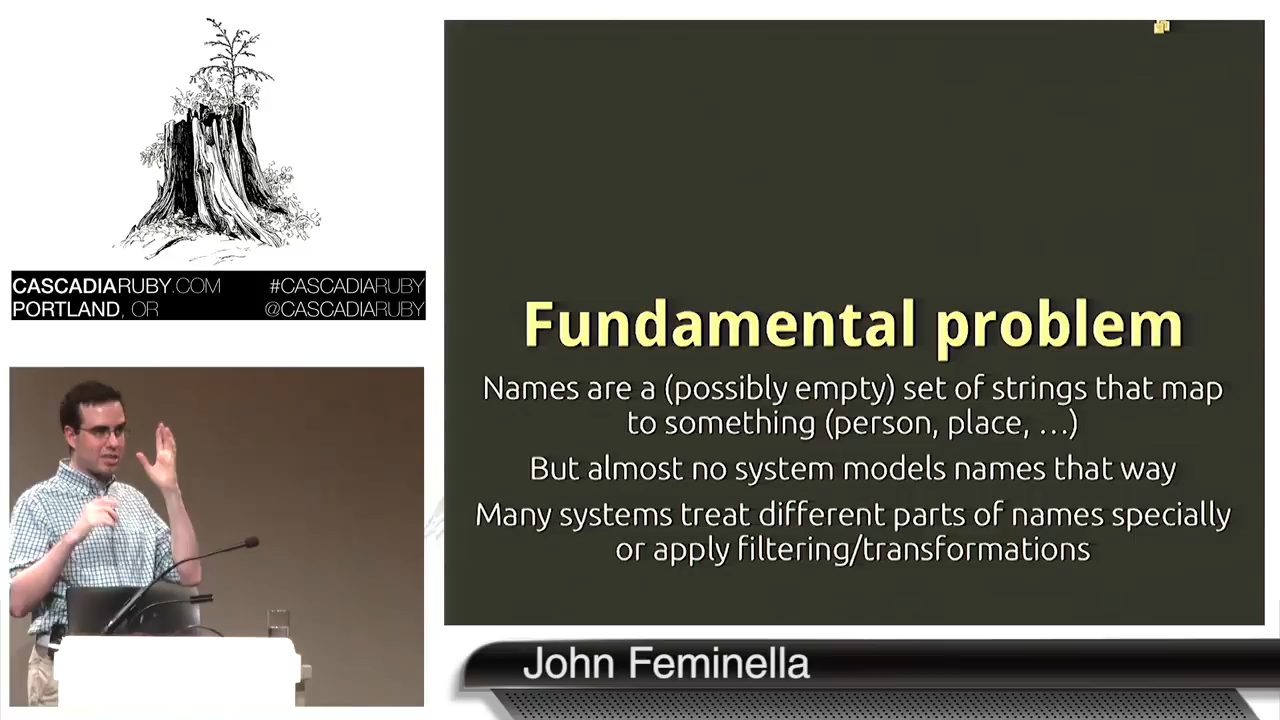 CASCADIARUBY.COM #CASCADIARUBY
PORTLAND, OR @CASCADIARUBY
Fundamental problem
Names are a (possibly empty) set of strings that map
to something (person, place, …)
But almost no system models names that way
Many systems treat different parts of names specially
or apply filtering/transformations
John Feminella